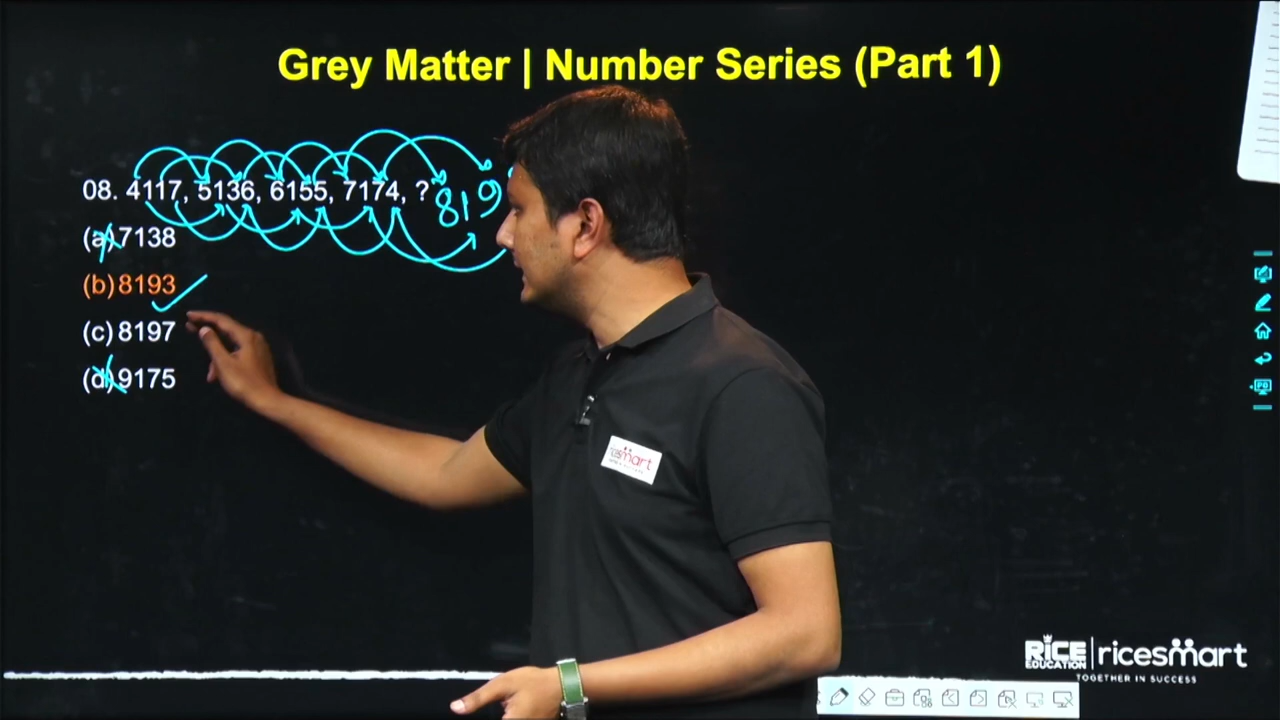 Grey Matter | Number Series (Part 1)
08. 4117, 5136, 6155, 7174, ? 819
(a) 7138
(b) 8193
(c) 8197
(d) 9175
RICE EDUCATION | ricesmart
TOGETHER IN SUCCESS